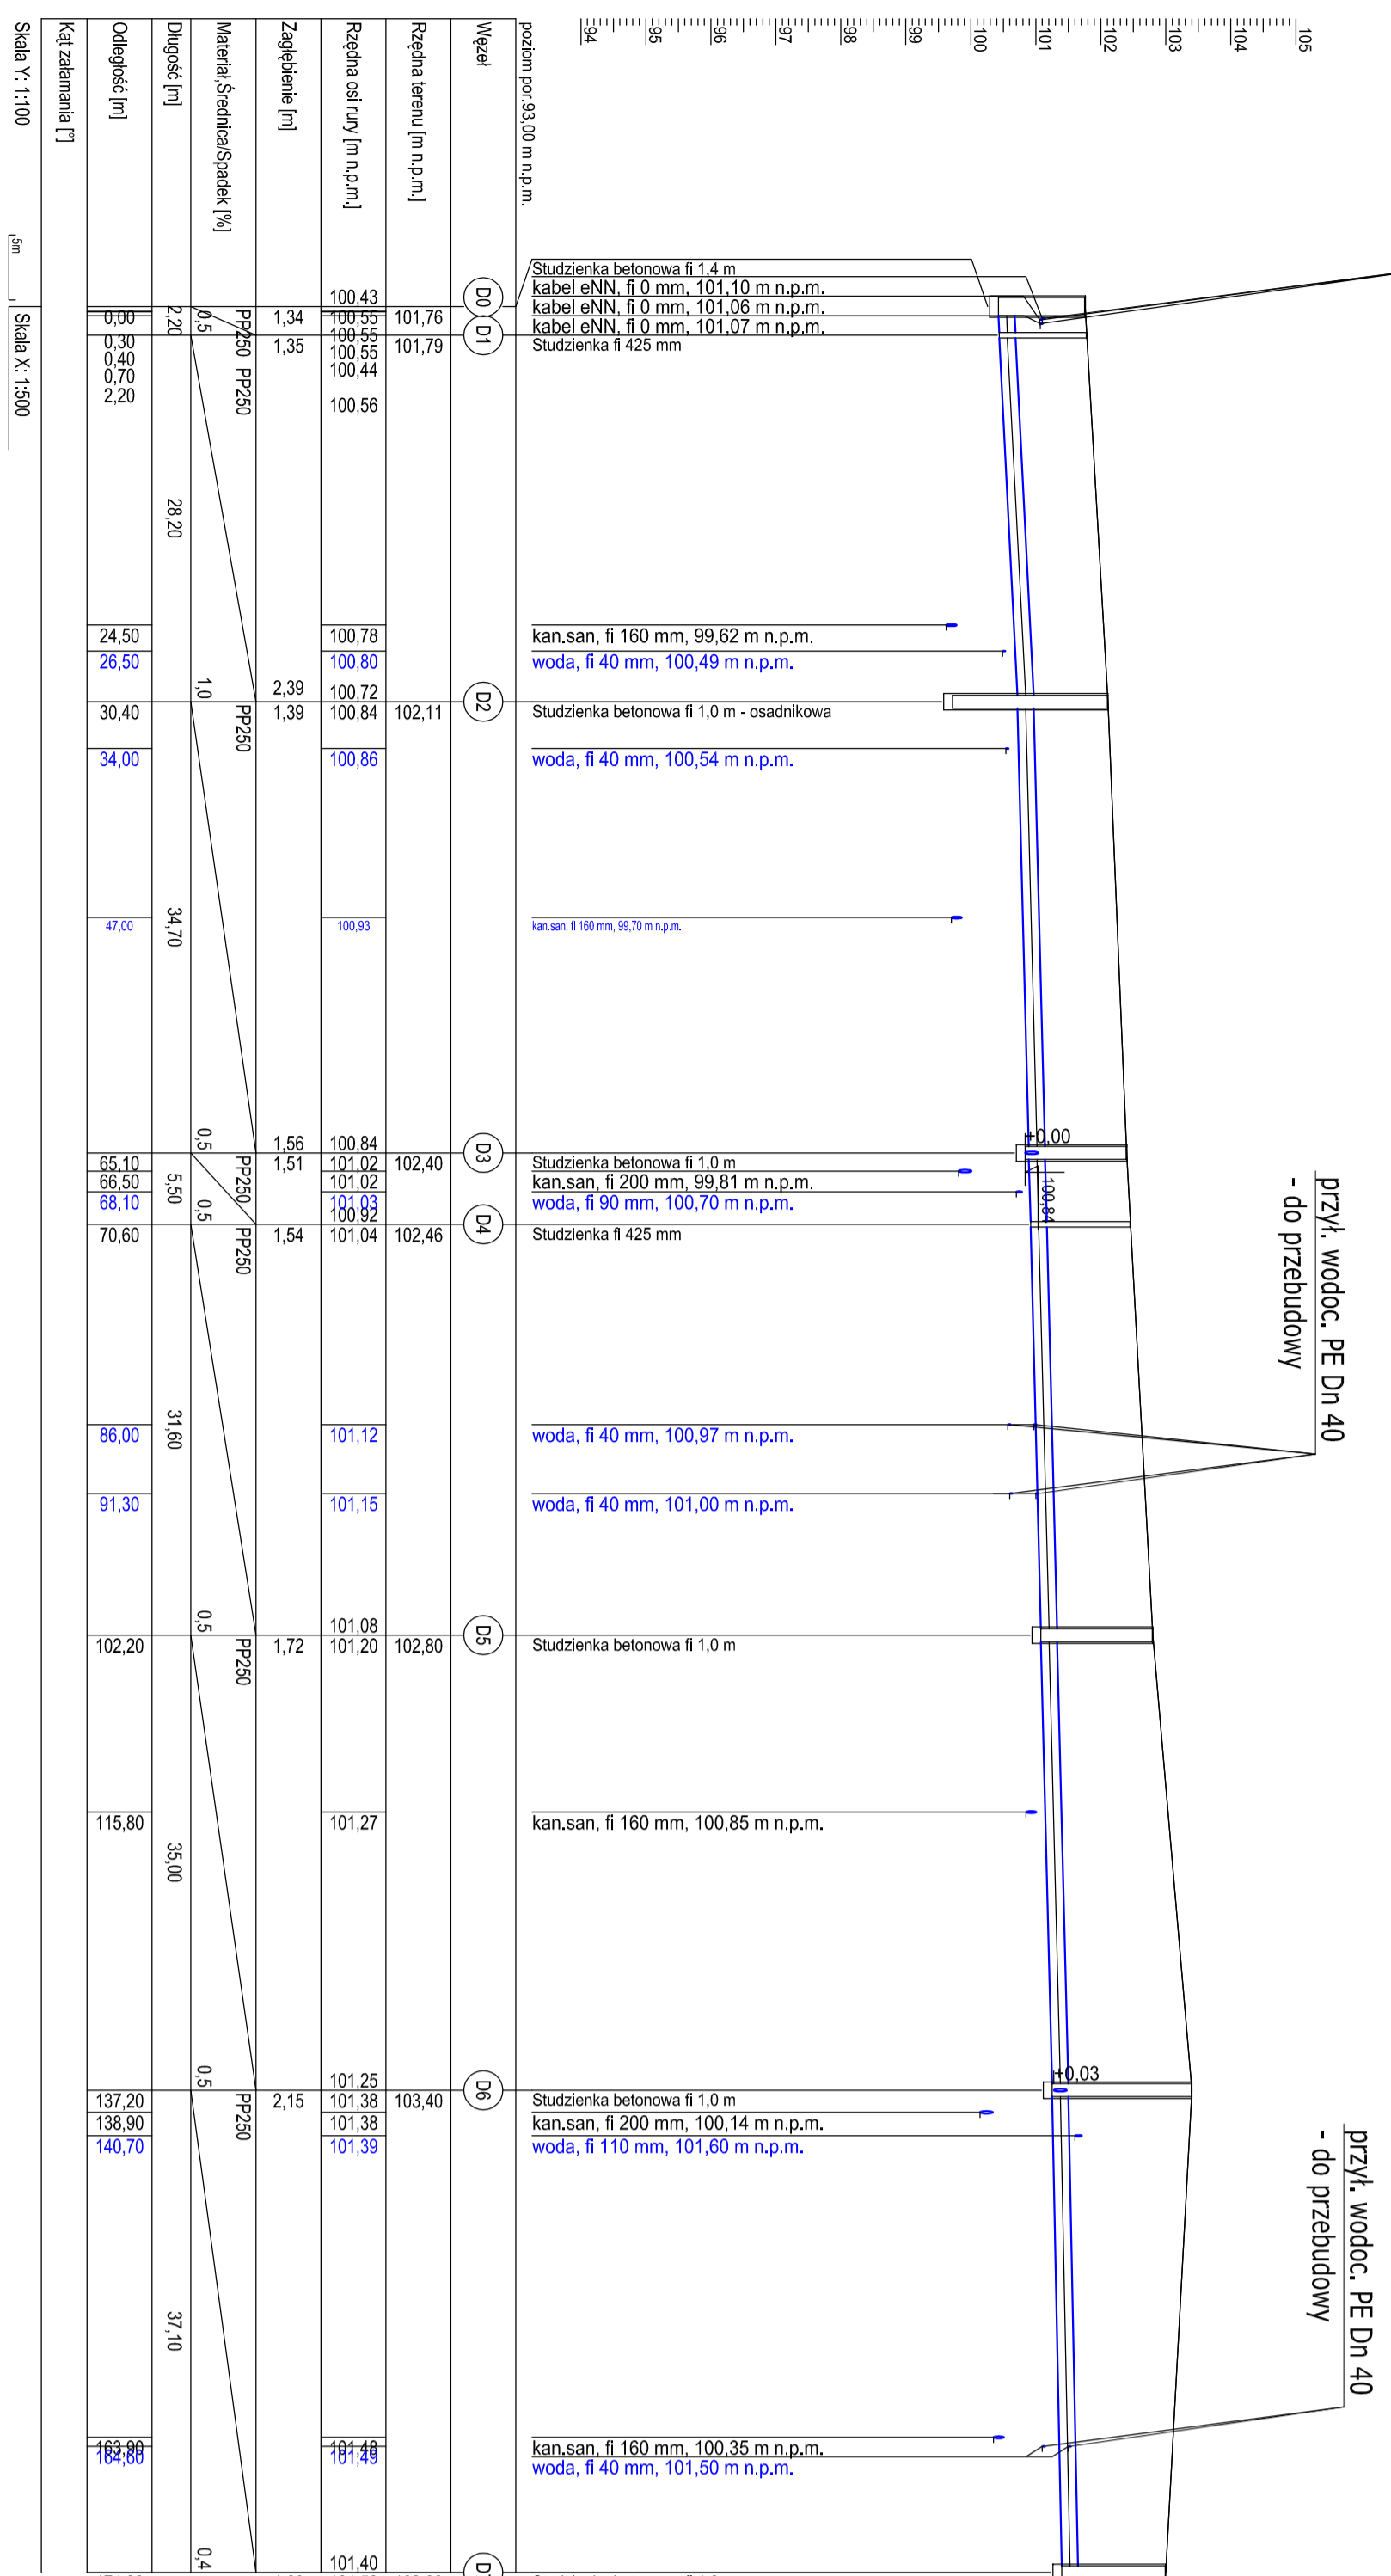 105
104
103
102
101
100
99
98
97
96
95
94
przył. wodoc. PE Dn 40
- do przebudowy
przył. wodoc. PE Dn 40
- do przebudowy
+0,00
100,84
+0,03
poziom por.93,00 m n.p.m.
Studzienka betonowa fi 1,4 m
kabel eNN, fi 0 mm, 101,10 m n.p.m.
kabel eNN, fi 0 mm, 101,06 m n.p.m.
kabel eNN, fi 0 mm, 101,07 m n.p.m.
Studzienka fi 425 mm
kan.san, fi 160 mm, 99,62 m n.p.m.
woda, fi 40 mm, 100,49 m n.p.m.
Studzienka betonowa fi 1,0 m - osadnikowa
woda, fi 40 mm, 100,54 m n.p.m.
kan.san, fi 160 mm, 99,70 m n.p.m.
Studzienka betonowa fi 1,0 m
kan.san, fi 200 mm, 99,81 m n.p.m.
woda, fi 90 mm, 100,70 m n.p.m.
Studzienka fi 425 mm
woda, fi 40 mm, 100,97 m n.p.m.
woda, fi 40 mm, 101,00 m n.p.m.
Studzienka betonowa fi 1,0 m
kan.san, fi 160 mm, 100,85 m n.p.m.
Studzienka betonowa fi 1,0 m
kan.san, fi 200 mm, 100,14 m n.p.m.
woda, fi 110 mm, 101,60 m n.p.m.
kan.san, fi 160 mm, 100,35 m n.p.m.
woda, fi 40 mm, 101,50 m n.p.m.
Węzeł D0 D1 D2 D3 D4 D5 D6
Rzędna terenu [m n.p.m.] 101,76 101,79 102,11 102,40 102,46 102,80 103,40
Rzędna osi rury [m n.p.m.] 100,43 100,55 100,55 100,55 100,44 100,56 100,78 100,80 100,72 100,84 100,86 100,93 100,84 101,02 101,02 101,03 100,92 101,04 101,12 101,15 101,08 101,20 101,27 101,25 101,38 101,38 101,39 101,48 101,49 101,40
Zagłębienie [m] 1,34 1,35 2,39 1,39 1,56 1,51 1,54 1,72 2,15
Materiał,Średnica/Spadek [%] PP250 0,5 PP250 1,0 PP250 0,5 PP250 0,5 PP250 0,5 PP250 0,5 PP250 0,4
Długość [m] 2,20 28,20 34,70 5,50 31,60 35,00 37,10
Odległość [m] 0,00 0,30 0,40 0,70 2,20 24,50 26,50 30,40 34,00 47,00 65,10 66,50 68,10 70,60 86,00 91,30 102,20 115,80 137,20 138,90 140,70 163,90 164,60
Kąt załamania [°]
Skala Y: 1:100
5m
Skala X: 1:500